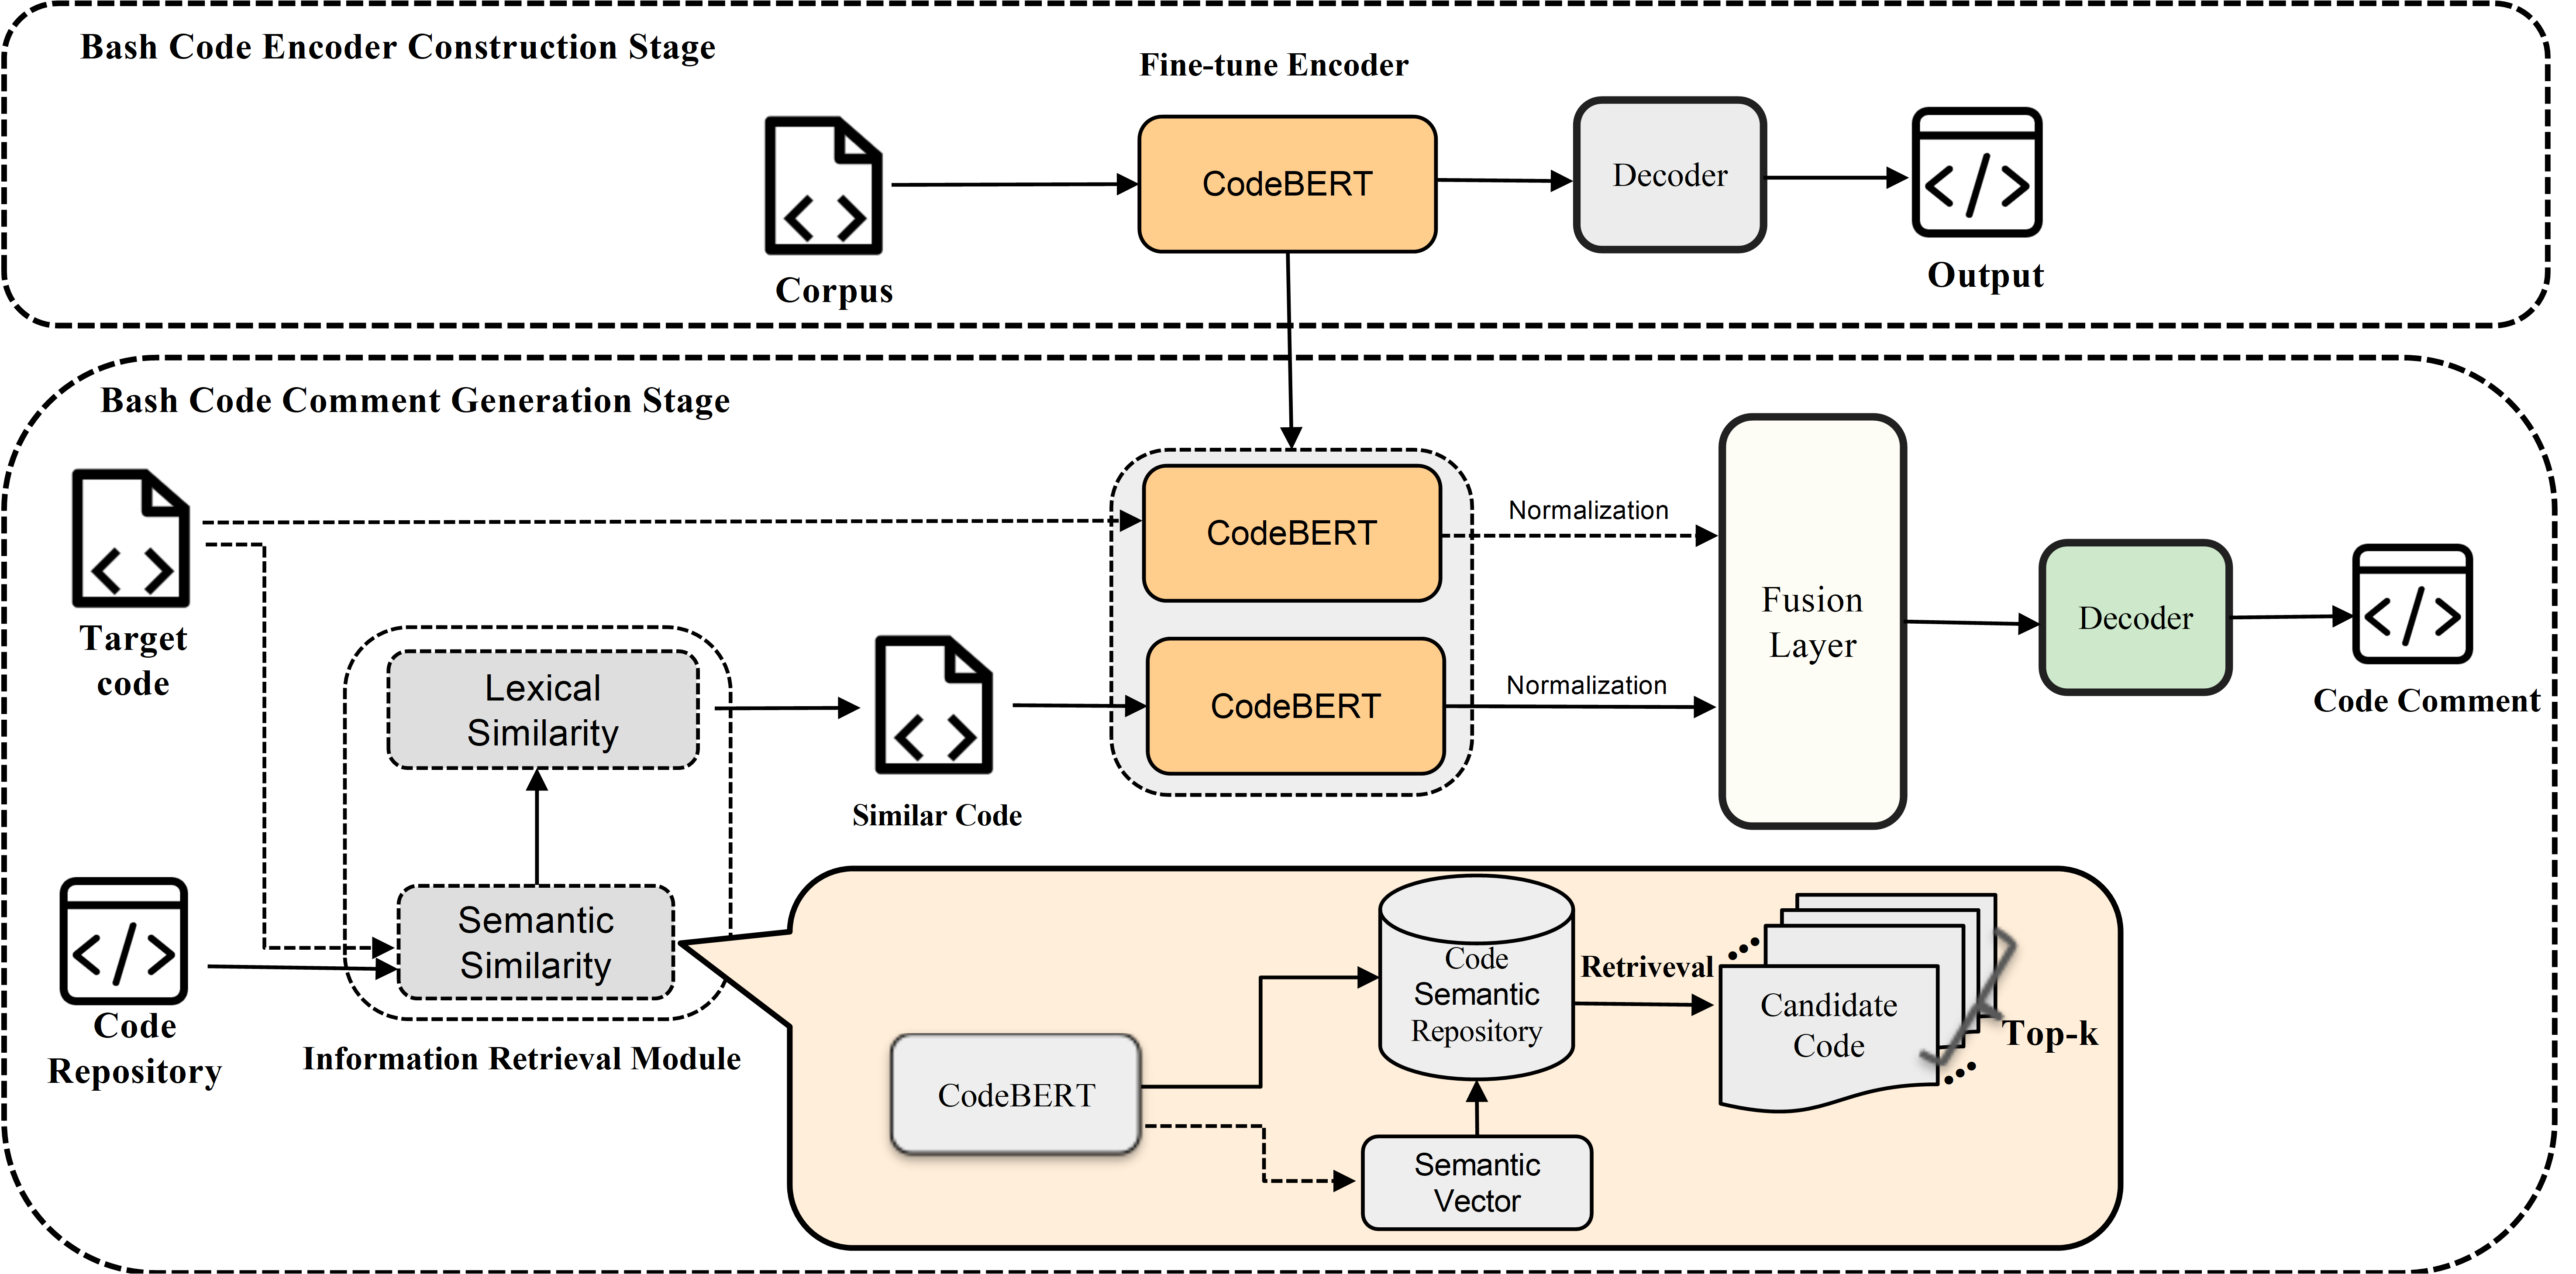 Bash Code Encoder Construction Stage
Fine-tune Encoder
CodeBERT
Decoder
Corpus
Output
Bash Code Comment Generation Stage
Target
code
CodeBERT
Normalization
Fusion
Layer
Decoder
Code Comment
Lexical
Similarity
Similar Code
CodeBERT
Normalization
Semantic
Similarity
Code
Repository
Information Retrieval Module
CodeBERT
Code
Semantic
Repository
Retriveval
Candidate
Code
Top-k
Semantic
Vector